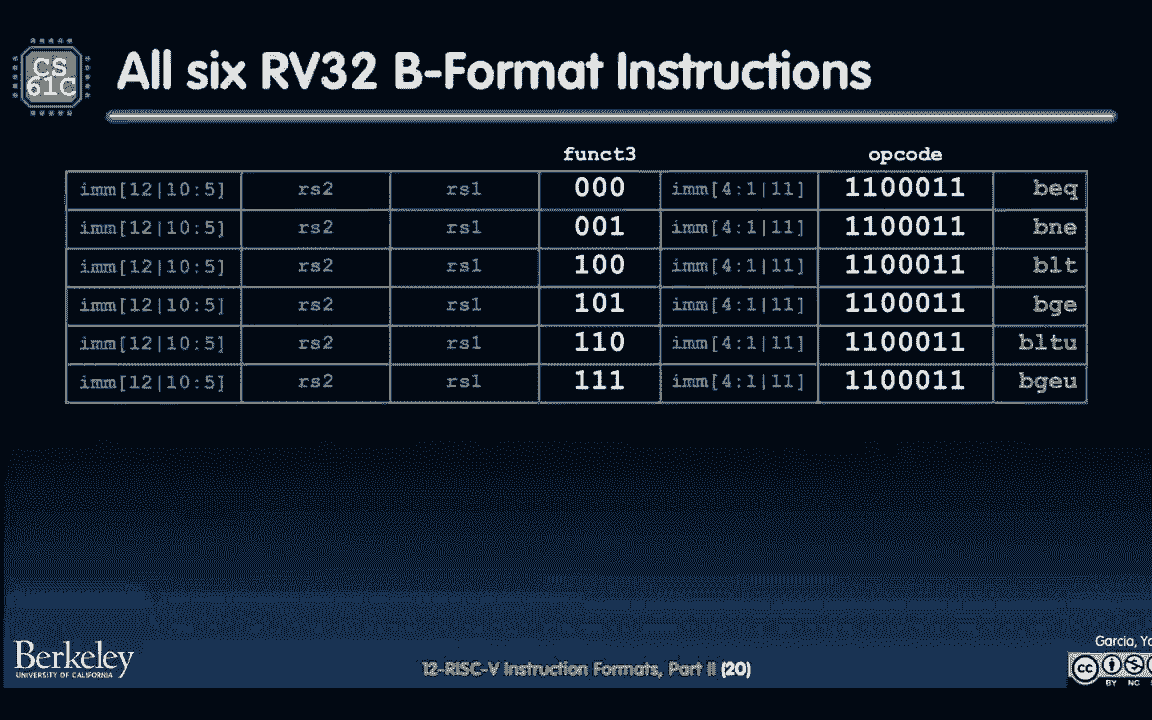 CS
61C
All six RV32 B-Format Instructions
funct3 opcode
imm[12|10:5] rs2 rs1 000 imm[4:1|11] 1100011 beq
imm[12|10:5] rs2 rs1 001 imm[4:1|11] 1100011 bne
imm[12|10:5] rs2 rs1 100 imm[4:1|11] 1100011 blt
imm[12|10:5] rs2 rs1 101 imm[4:1|11] 1100011 bge
imm[12|10:5] rs2 rs1 110 imm[4:1|11] 1100011 bltu
imm[12|10:5] rs2 rs1 111 imm[4:1|11] 1100011 bgeu
Berkeley
UNIVERSITY OF CALIFORNIA
12-RISC-V Instruction Formats, Part II (20)
Garcia,
cc
BY NC